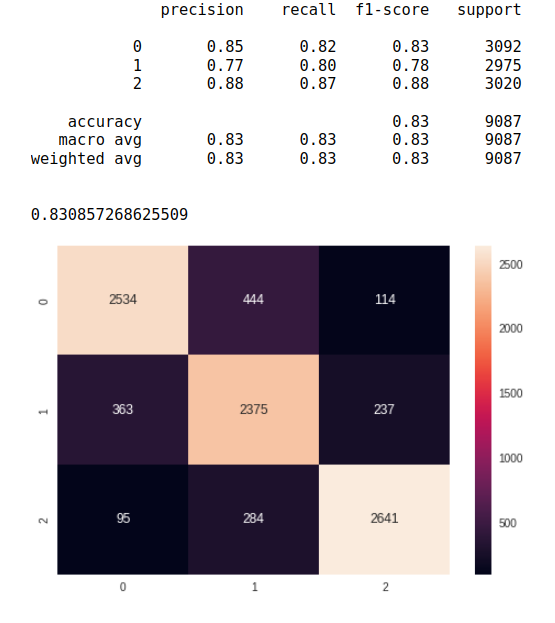 precision recall f1-score support
0 0.85 0.82 0.83 3092
1 0.77 0.80 0.78 2975
2 0.88 0.87 0.88 3020
accuracy 0.83 9087
macro avg 0.83 0.83 0.83 9087
weighted avg 0.83 0.83 0.83 9087
0.830857268625509
0 2534 444 114
1 363 2375 237
2 95 284 2641
0 1 2
2500
2000
1500
1000
500